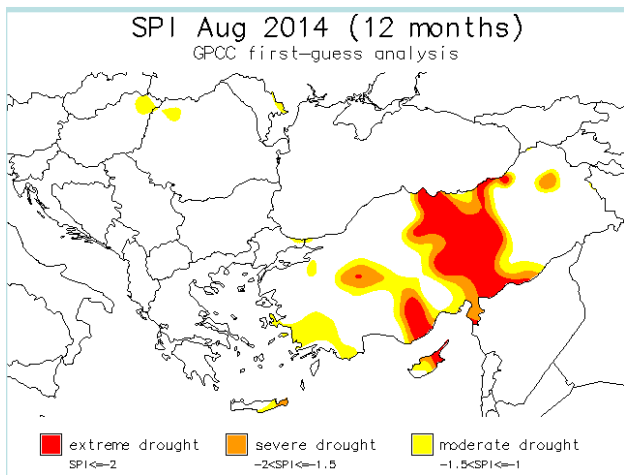 SPI Aug 2014 (12 months)
GPCC first-guess analysis
extreme drought severe drought moderate drought
SPI<=-2 -2<SPI<=-1.5 -1.5<SPI<=-1